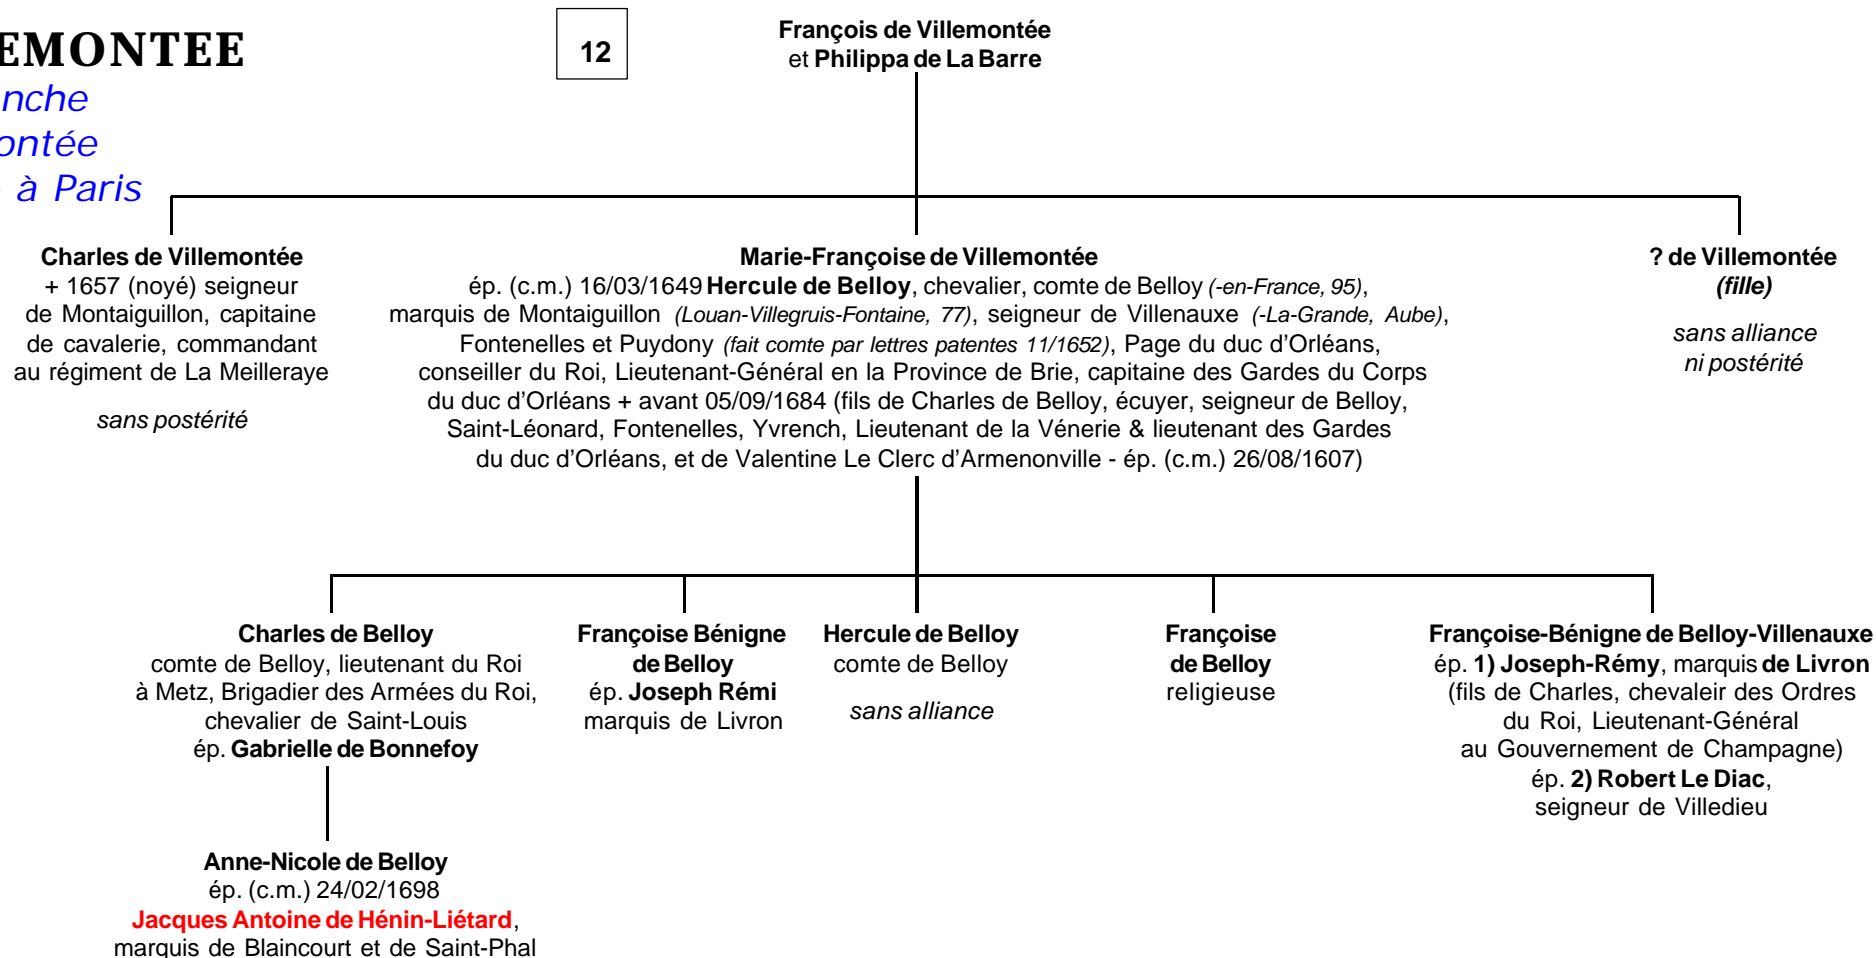 EMONTEE
nche
ontée
à Paris
12
François de Villemontée
et Philippa de La Barre
Charles de Villemontée
+ 1657 (noyé) seigneur
de Montaiguillon, capitaine
de cavalerie, commandant
au régiment de La Meilleraye
sans postérité
Marie-Françoise de Villemontée
ép. (c.m.) 16/03/1649 Hercule de Belloy, chevalier, comte de Belloy (-en-France, 95),
marquis de Montaiguillon (Louan-Villegruis-Fontaine, 77), seigneur de Villenauxe (-La-Grande, Aube),
Fontenelles et Puydony (fait comte par lettres patentes 11/1652), Page du duc d’Orléans,
conseiller du Roi, Lieutenant-Général en la Province de Brie, capitaine des Gardes du Corps
du duc d’Orléans + avant 05/09/1684 (fils de Charles de Belloy, écuyer, seigneur de Belloy,
Saint-Léonard, Fontenelles, Yvrench, Lieutenant de la Vénerie & lieutenant des Gardes
du duc d’Orléans, et de Valentine Le Clerc d’Armenonville - ép. (c.m.) 26/08/1607)
? de Villemontée
(fille)
sans alliance
ni postérité
Charles de Belloy
comte de Belloy, lieutenant du Roi
à Metz, Brigadier des Armées du Roi,
chevalier de Saint-Louis
ép. Gabrielle de Bonnefoy
Françoise Bénigne
de Belloy
ép. Joseph Rémi
marquis de Livron
Hercule de Belloy
comte de Belloy
sans alliance
Françoise
de Belloy
religieuse
Françoise-Bénigne de Belloy-Villenauxe
ép. 1) Joseph-Rémy, marquis de Livron
(fils de Charles, chevaleir des Ordres
du Roi, Lieutenant-Général
au Gouvernement de Champagne)
ép. 2) Robert Le Diac,
seigneur de Villedieu
Anne-Nicole de Belloy
ép. (c.m.) 24/02/1698
Jacques Antoine de Hénin-Liétard,
marquis de Blaincourt et de Saint-Phal